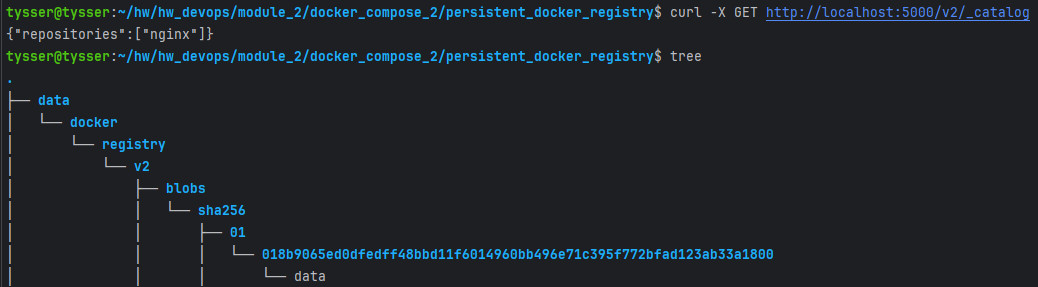 tysser@tysser:~/hw/hw_devops/module_2/docker_compose_2/persistent_docker_registry$ curl -X GET http://localhost:5000/v2/_catalog
{"repositories":["nginx"]}
tysser@tysser:~/hw/hw_devops/module_2/docker_compose_2/persistent_docker_registry$ tree
.
├── data
│   └── docker
│       └── registry
│           └── v2
│               ├── blobs
│               │   └── sha256
│               │       ├── 01
│               │       │   └── 018b9065ed0dfedff48bbd11f6014960bb496e71c395f772bfad123ab33a1800
│               │       │       └── data